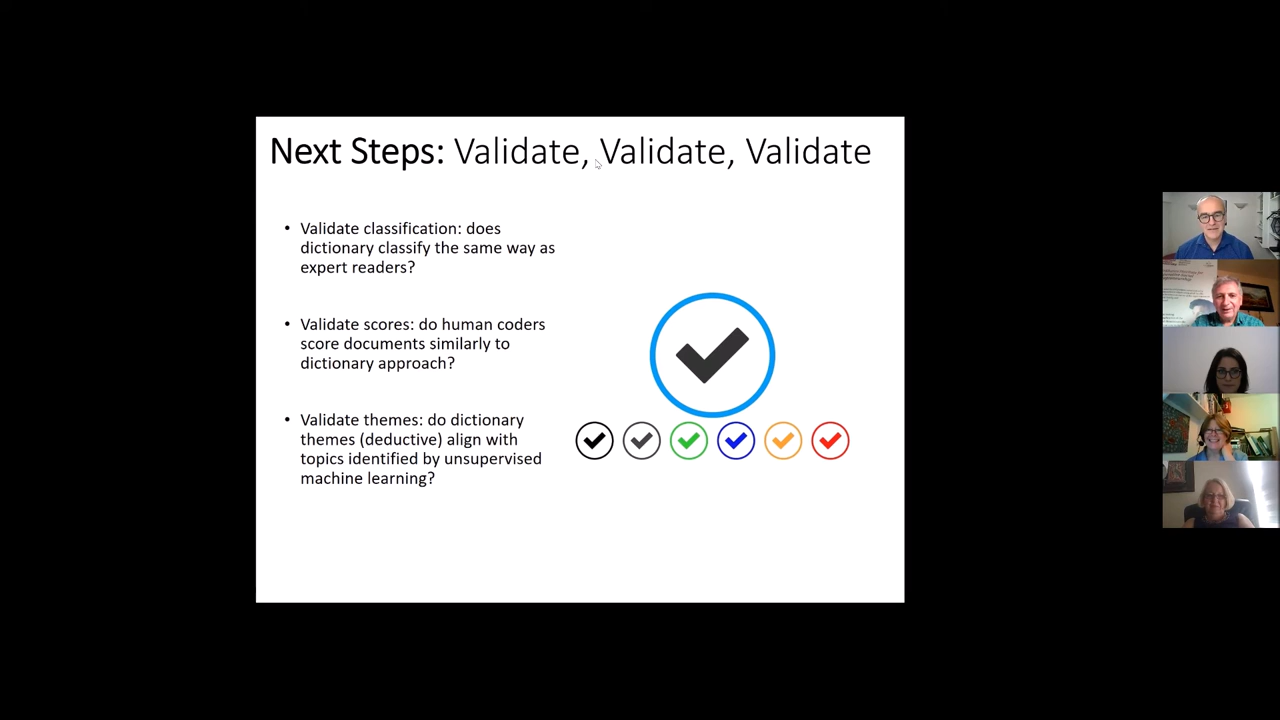 Next Steps: Validate, Validate, Validate
• Validate classification: does
dictionary classify the same way as
expert readers?
• Validate scores: do human coders
score documents similarly to
dictionary approach?
• Validate themes: do dictionary
themes (deductive) align with
topics identified by unsupervised
machine learning?